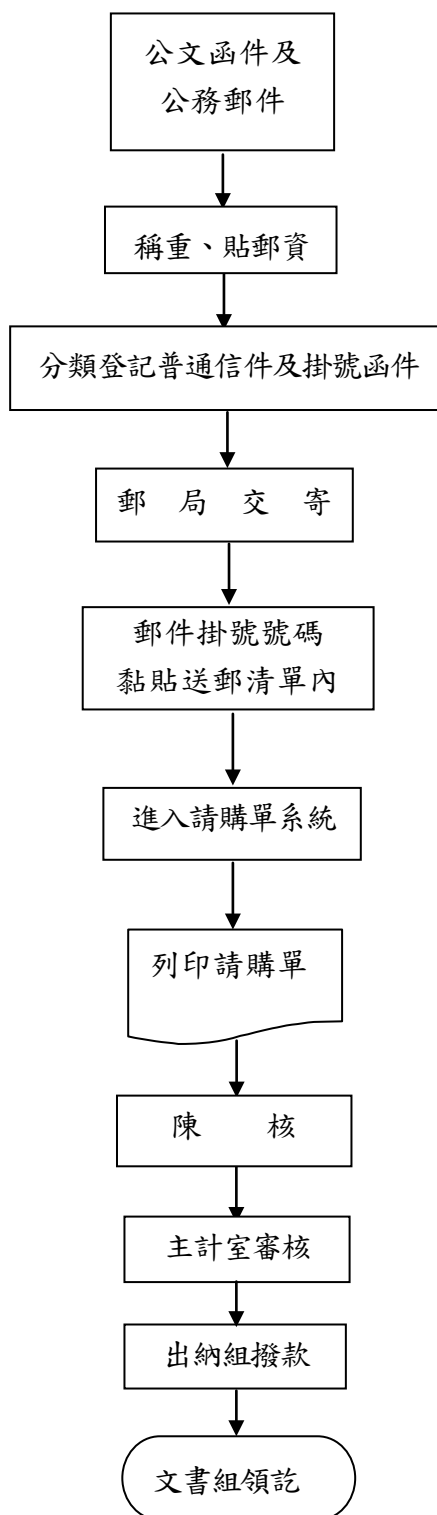 公文函件及
公務郵件
稱重、貼郵資
分類登記普通信件及掛號函件
郵局交寄
郵件掛號號碼
黏貼送郵清單內
進入請購單系統
列印請購單
陳核
主計室審核
出納組撥款
文書組領訖